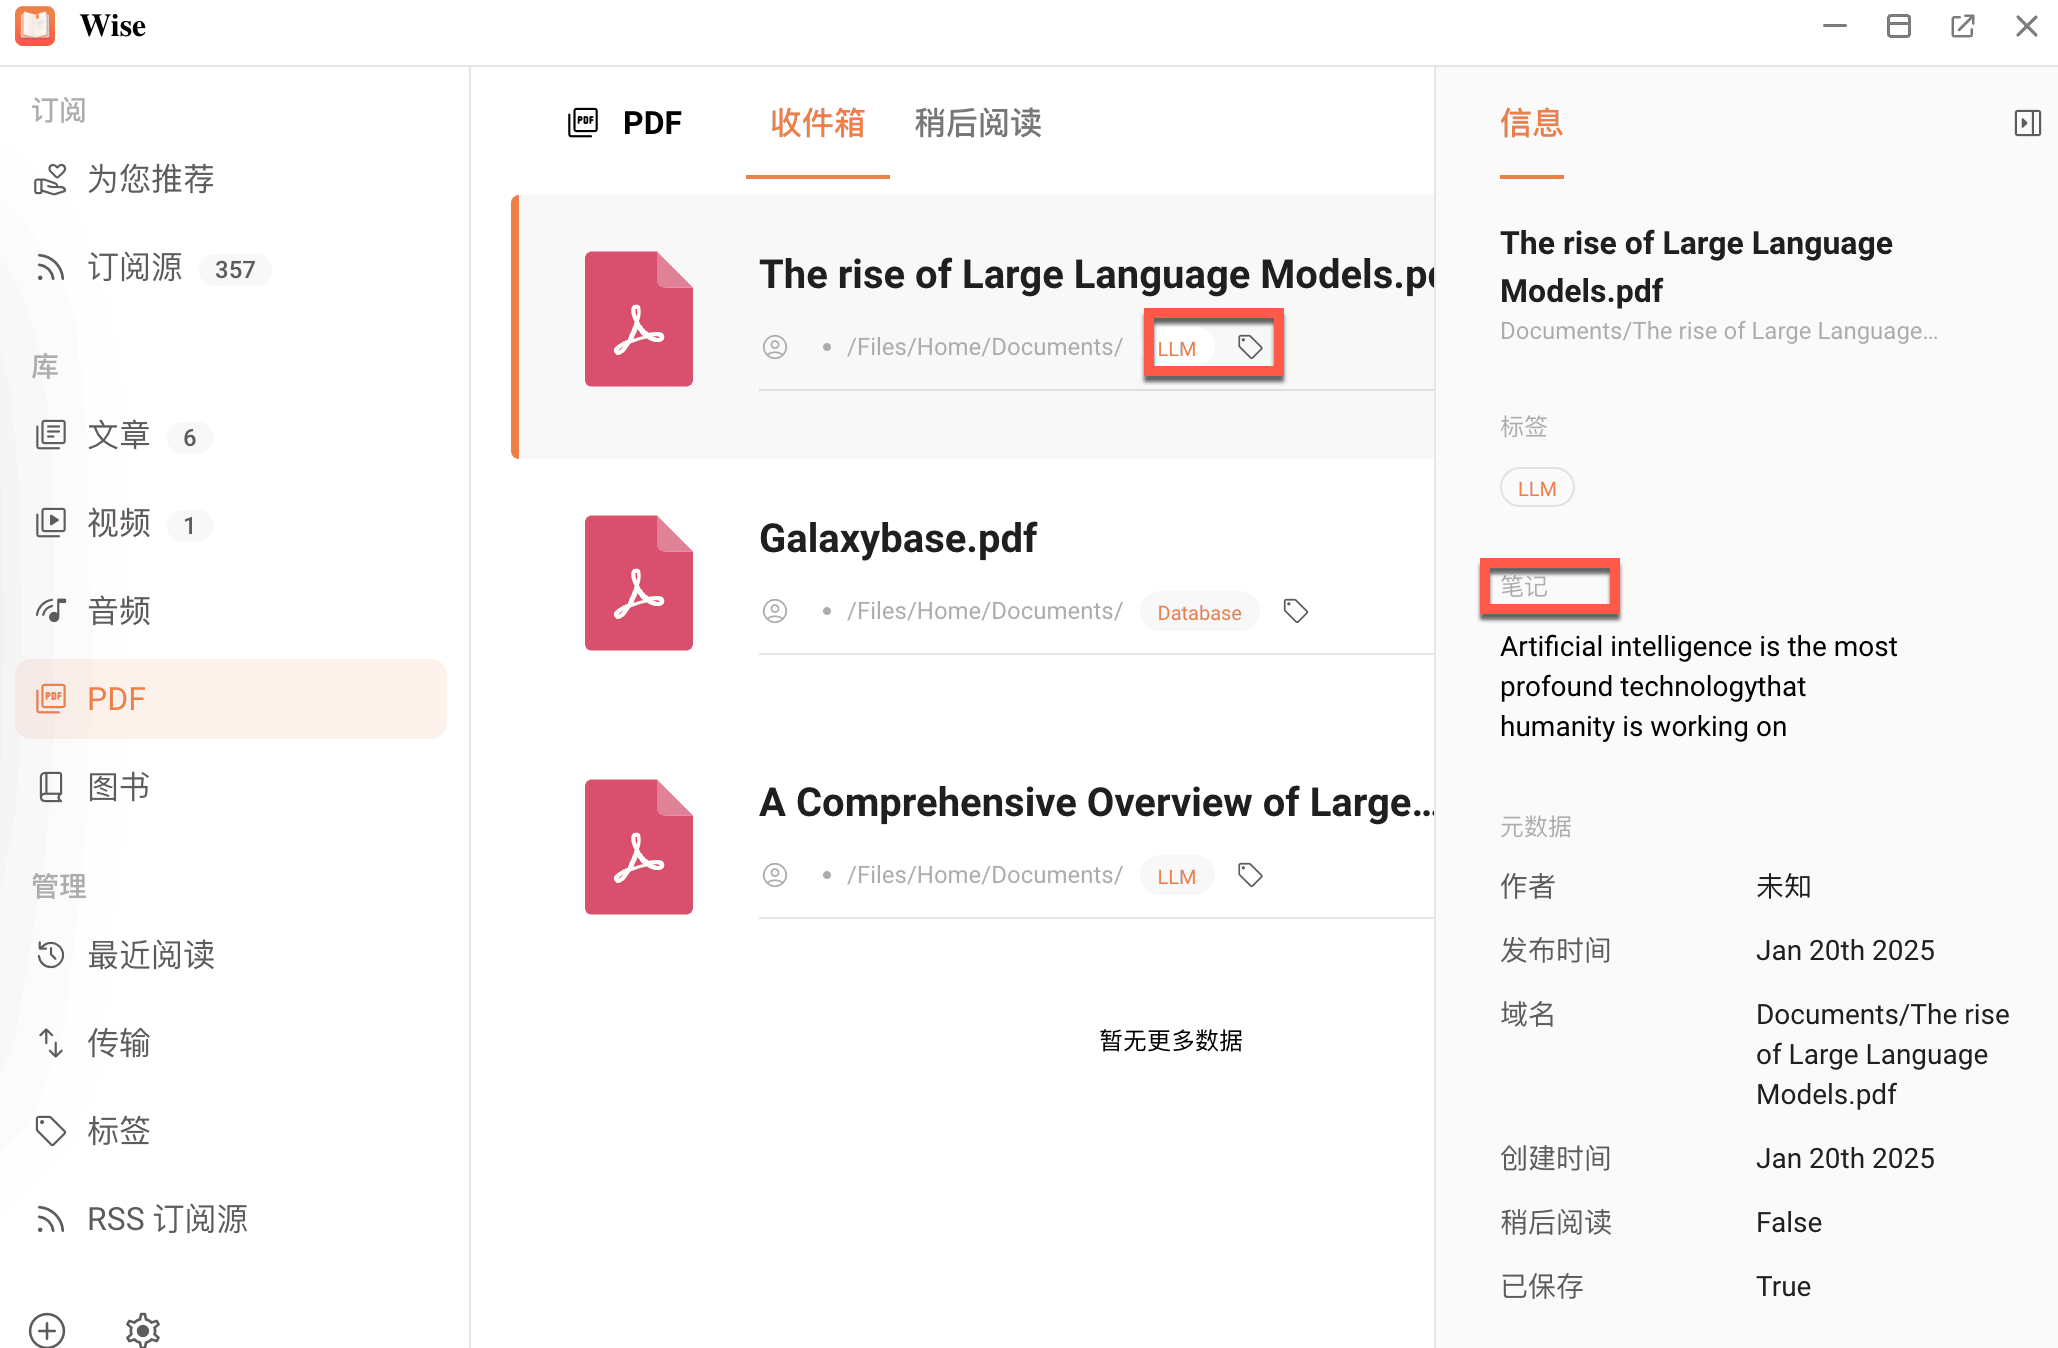 Wise
订阅
为您推荐
订阅源 357
库
文章 6
视频 1
音频
PDF
图书
管理
最近阅读
传输
标签
RSS 订阅源
PDF 收件箱 稍后阅读
The rise of Large Language Models.p
/Files/Home/Documents/ LLM
Galaxybase.pdf
/Files/Home/Documents/ Database
A Comprehensive Overview of Large...
/Files/Home/Documents/ LLM
暂无更多数据
信息
The rise of Large Language
Models.pdf
Documents/The rise of Large Language...
标签
LLM
笔记
Artificial intelligence is the most
profound technologythat
humanity is working on
元数据
作者 未知
发布时间 Jan 20th 2025
域名 Documents/The rise
of Large Language
Models.pdf
创建时间 Jan 20th 2025
稍后阅读 False
已保存 True